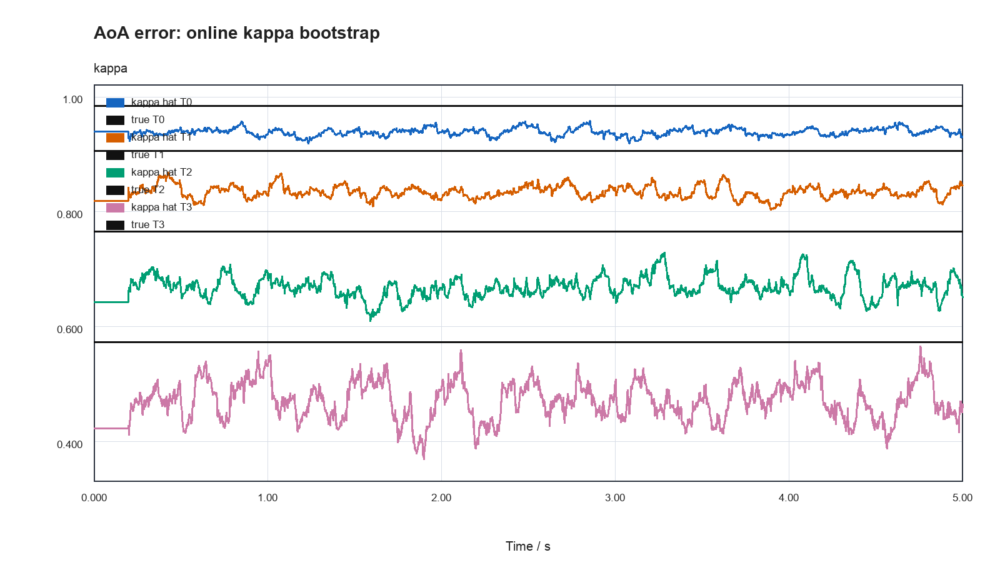 AoA error: online kappa bootstrap
kappa
1.00
0.800
0.600
0.400
kappa hat T0
true T0
kappa hat T1
true T1
kappa hat T2
true T2
kappa hat T3
true T3
0.000 1.00 2.00 3.00 4.00 5.00
Time / s